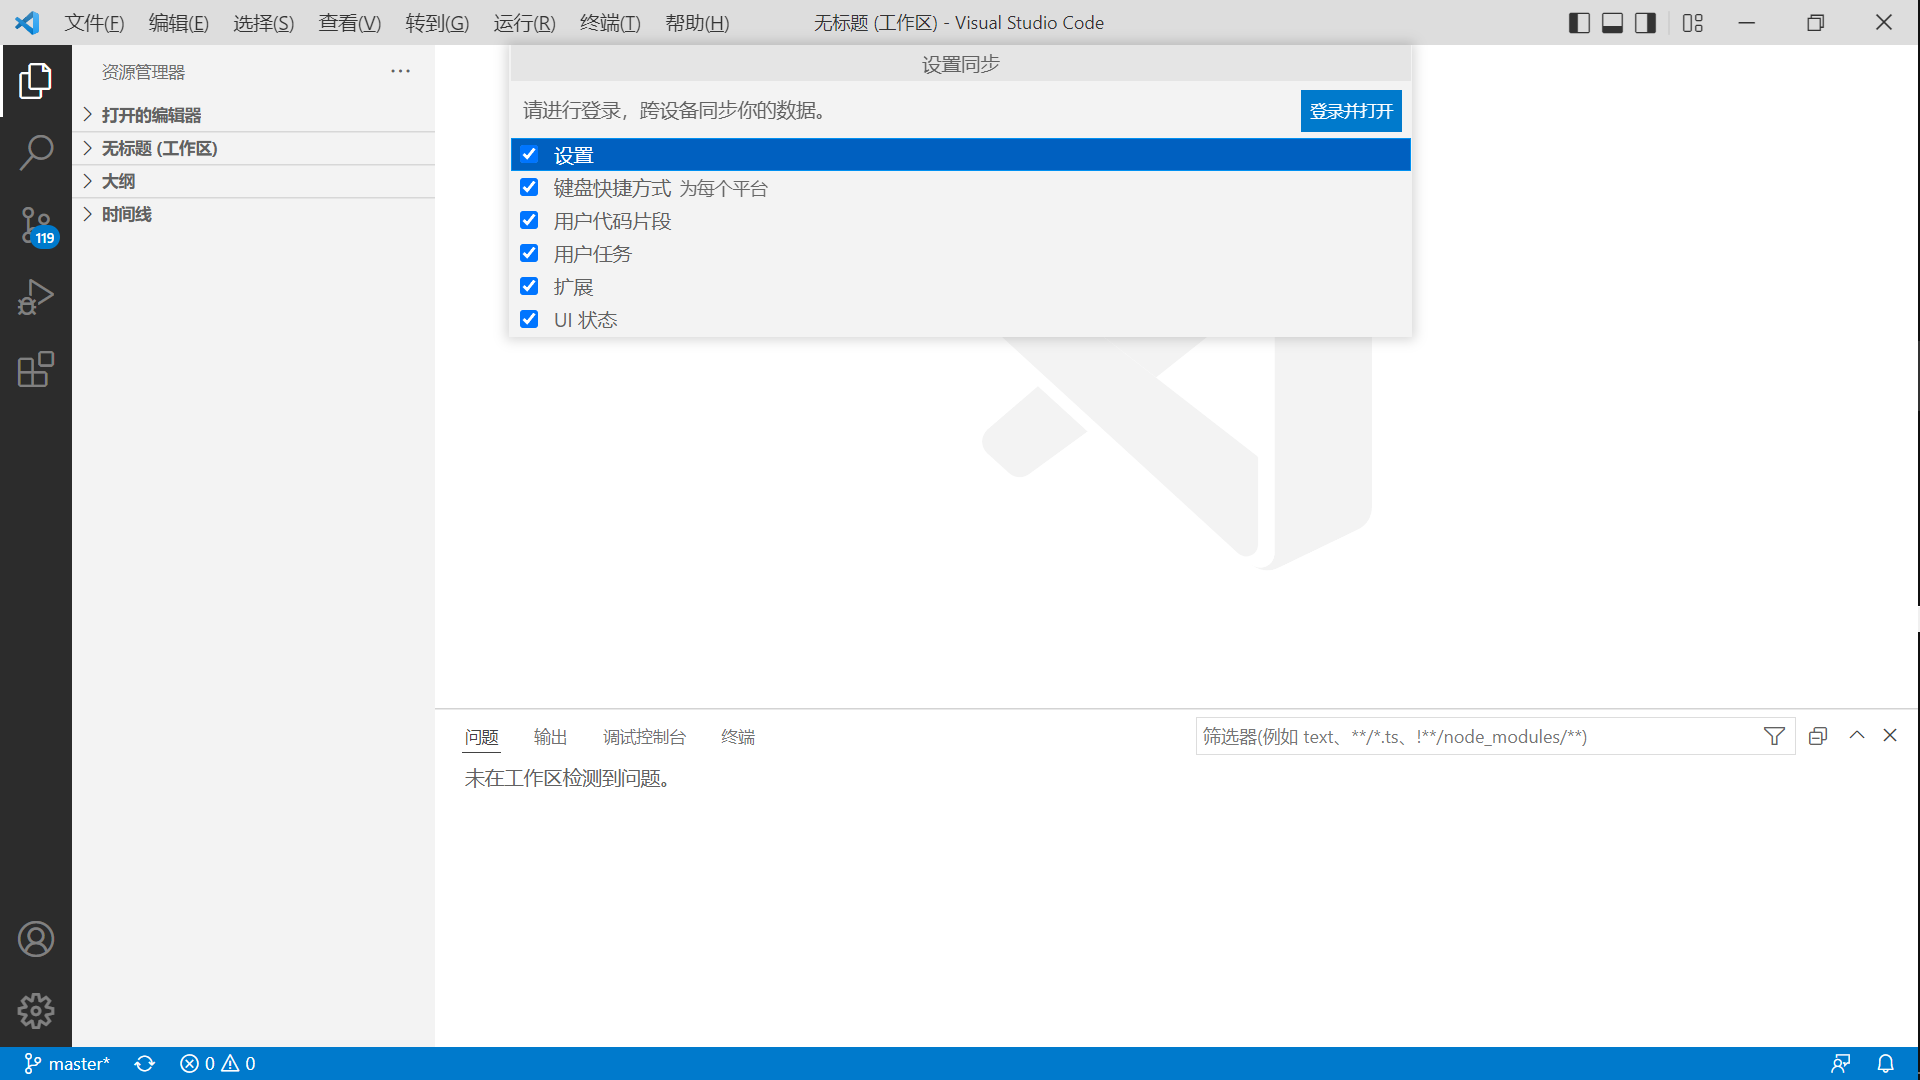 文件(F) 编辑(E) 选择(S) 查看(V) 转到(G) 运行(R) 终端(T) 帮助(H) 无标题 (工作区) - Visual Studio Code
资源管理器
打开的编辑器
无标题 (工作区)
大纲
时间线
119
设置同步
请进行登录，跨设备同步你的数据。 登录并打开
设置
键盘快捷方式 为每个平台
用户代码片段
用户任务
扩展
UI 状态
问题 输出 调试控制台 终端 筛选器(例如 text、**/*.ts、!**/node_modules/**)
未在工作区检测到问题。
master* 0 0